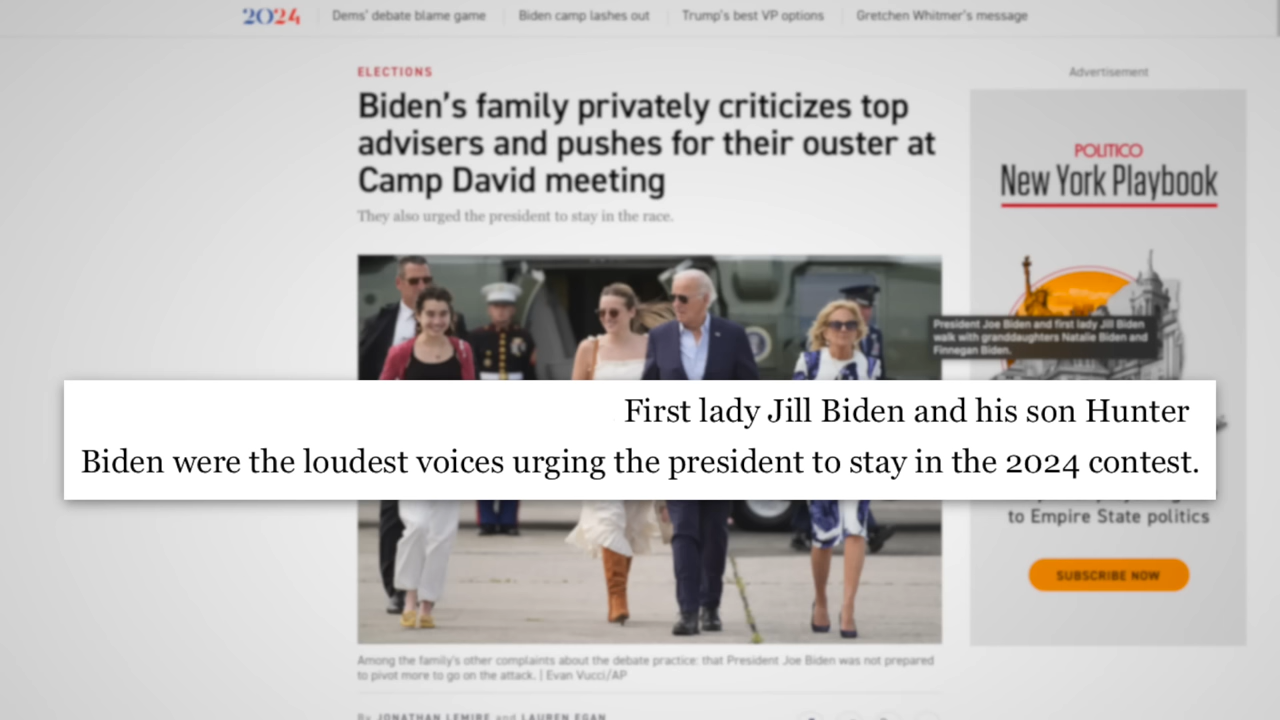 2024
Dems' debate blame game
Biden camp lashes out
Trump's best VP options
Gretchen Whitmer's message
ELECTIONS
Biden's family privately criticizes top
advisers and pushes for their ouster at
Camp David meeting
They also urged the president to stay in the race.
Advertisement
POLITICO
New York Playbook
President Joe Biden and first lady Jill Biden
walk with granddaughters Natalie Biden and
Finnegan Biden.
First lady Jill Biden and his son Hunter
Biden were the loudest voices urging the president to stay in the 2024 contest.
to Empire State politics
SUBSCRIBE NOW
Among the family's other complaints about the debate practice: that President Joe Biden was not prepared
to pivot more to go on the attack. | Evan Vucci/AP
By JONATHAN LEMIRE and LAUREN EGAN